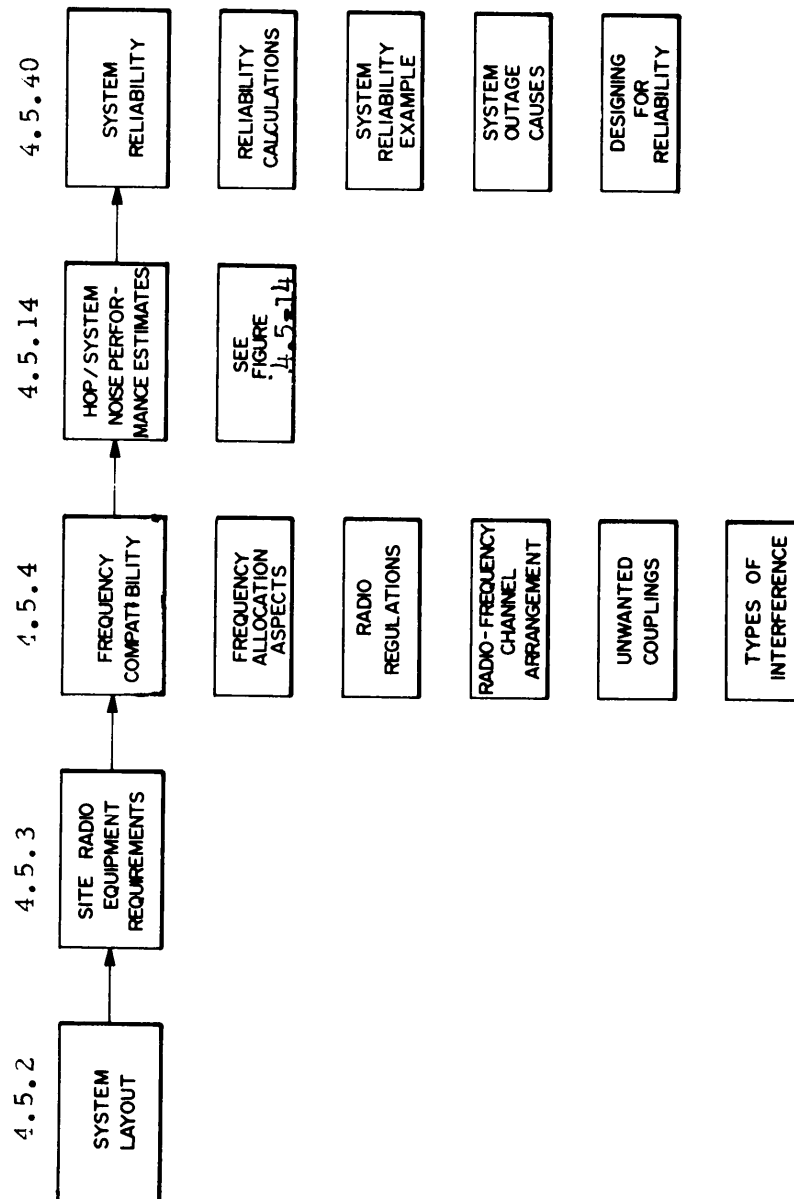 4.5.2
SYSTEM
LAYOUT
4.5.3
SITE RADIO
EQUIPMENT
REQUIREMENTS
4.5.4
FREQUENCY
COMPATIBILITY
FREQUENCY
ALLOCATION
ASPECTS
RADIO
REGULATIONS
RADIO-FREQUENCY
CHANNEL
ARRANGEMENT
UNWANTED
COUPLINGS
TYPES OF
INTERFERENCE
4.5.14
HOP/SYSTEM
NOISE PERFOR-
MANCE ESTIMATES
SEE
FIGURE
4.5-14
4.5.40
SYSTEM
RELIABILITY
RELIABILITY
CALCULATIONS
SYSTEM
RELIABILITY
EXAMPLE
SYSTEM
OUTAGE
CAUSES
DESIGNING
FOR
RELIABILITY